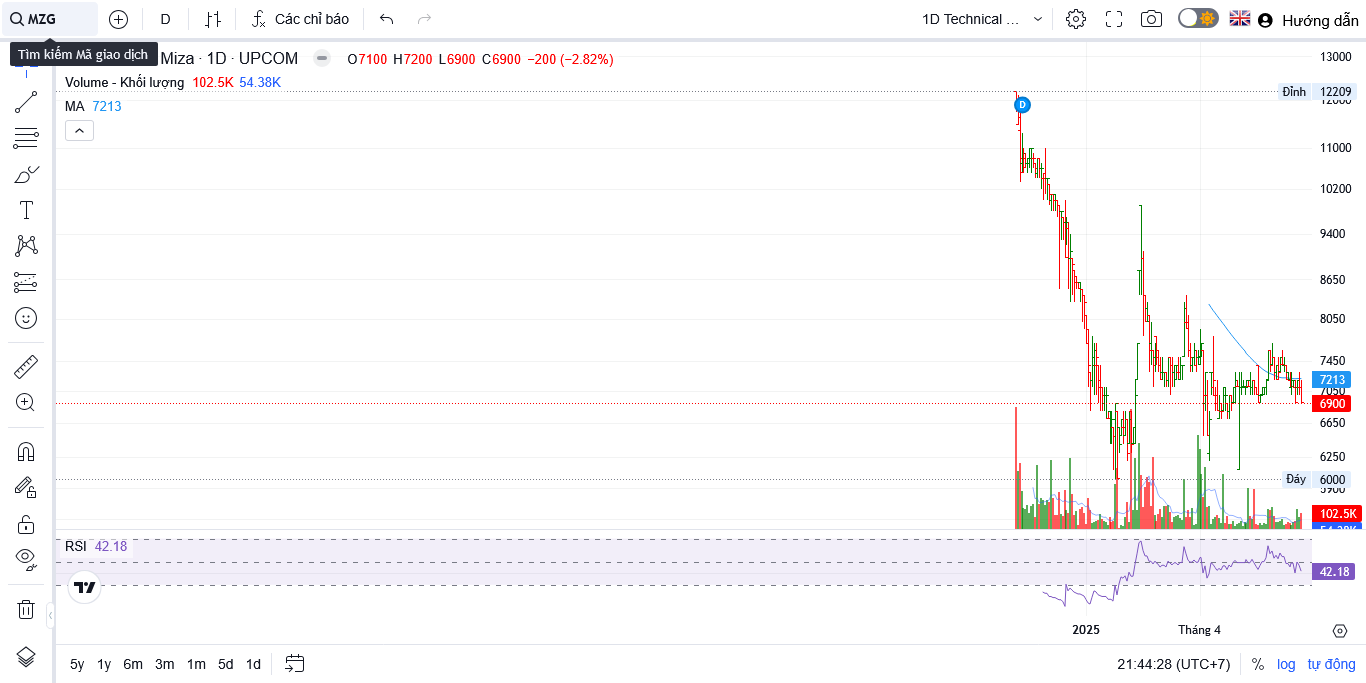 MZG
D
Các chỉ báo
1D Technical ...
Hướng dẫn
Tìm kiếm Mã giao dịch
Miza · 1D · UPCOM
O7100 H7200 L6900 C6900 −200 (−2.82%)
Volume - Khối lượng 102.5K 54.38K
MA 7213
D
13000
Đỉnh 12209
12000
11000
10200
9400
8650
8050
7450
7213
7050
6900
6650
6250
Đáy 6000
5900
102.5K
54.38K
RSI 42.18
42.18
2025
Tháng 4
5y 1y 6m 3m 1m 5d 1d
21:44:28 (UTC+7)
% log tự động